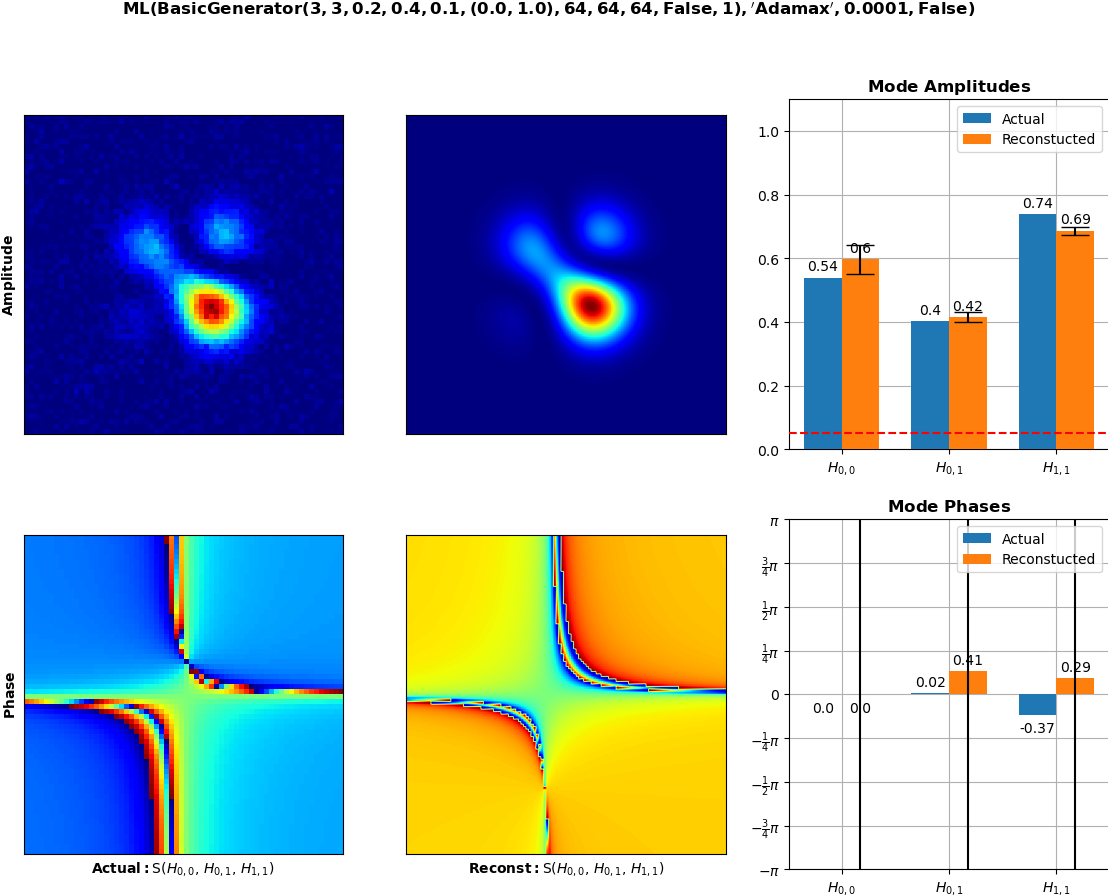 ML(BasicGenerator(3, 3, 0.2, 0.4, 0.1, (0.0, 1.0), 64, 64, 64, False, 1), ′Adamax′, 0.0001, False)
Amplitude
Mode Amplitudes
Actual
Reconstucted
1.0
0.8
0.6
0.4
0.2
0.0
0.54
0.6
0.4
0.42
0.74
0.69
H0,0
H0,1
H1,1
Phase
Actual: S(H0,0, H0,1, H1,1)
Reconst: S(H0,0, H0,1, H1,1)
Mode Phases
Actual
Reconstucted
π
3/4π
1/2π
1/4π
0
−1/4π
−1/2π
−3/4π
−π
0.0
0.0
0.02
0.41
-0.37
0.29
H0,0
H0,1
H1,1